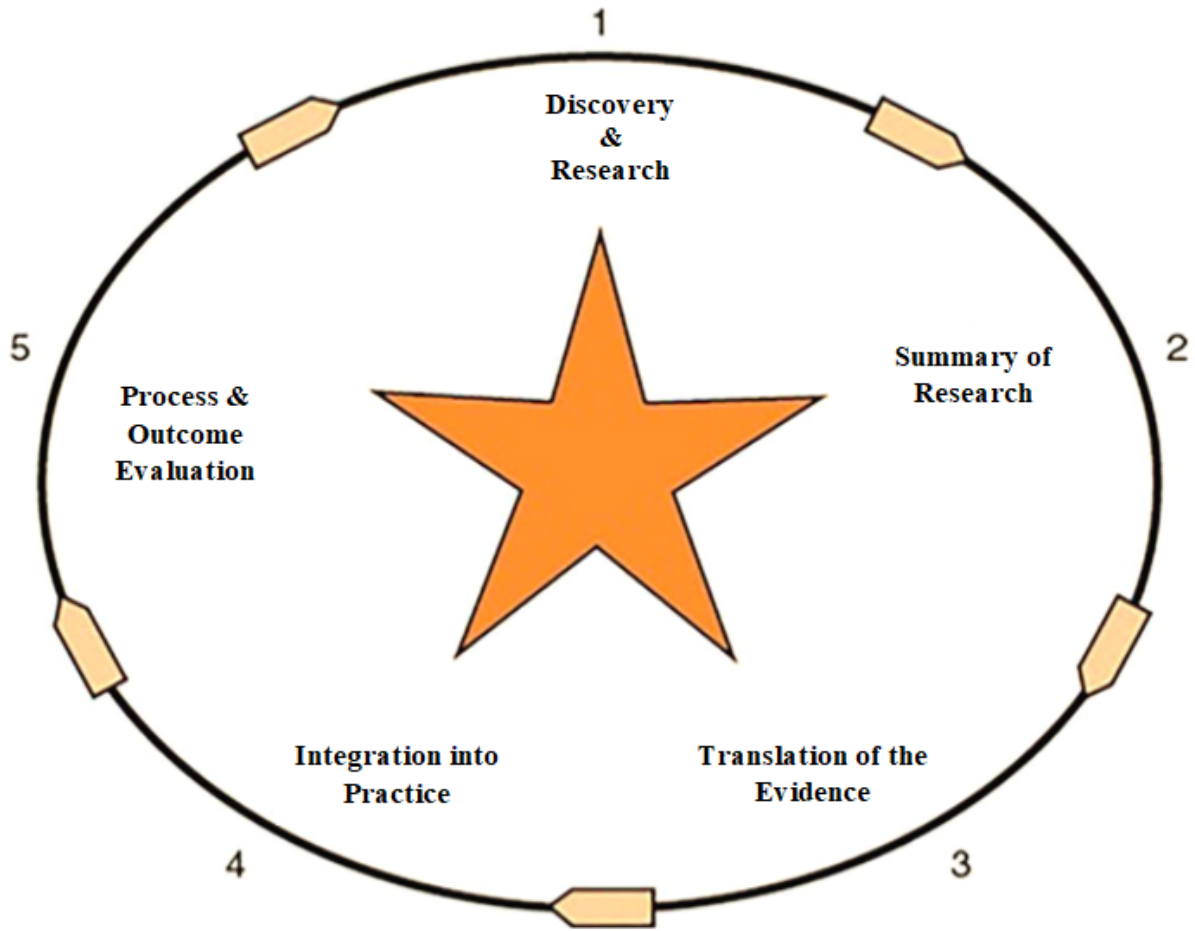 1
Discovery
&
Research
2
Summary of
Research
3
Translation of the
Evidence
4
Integration into
Practice
5
Process &
Outcome
Evaluation